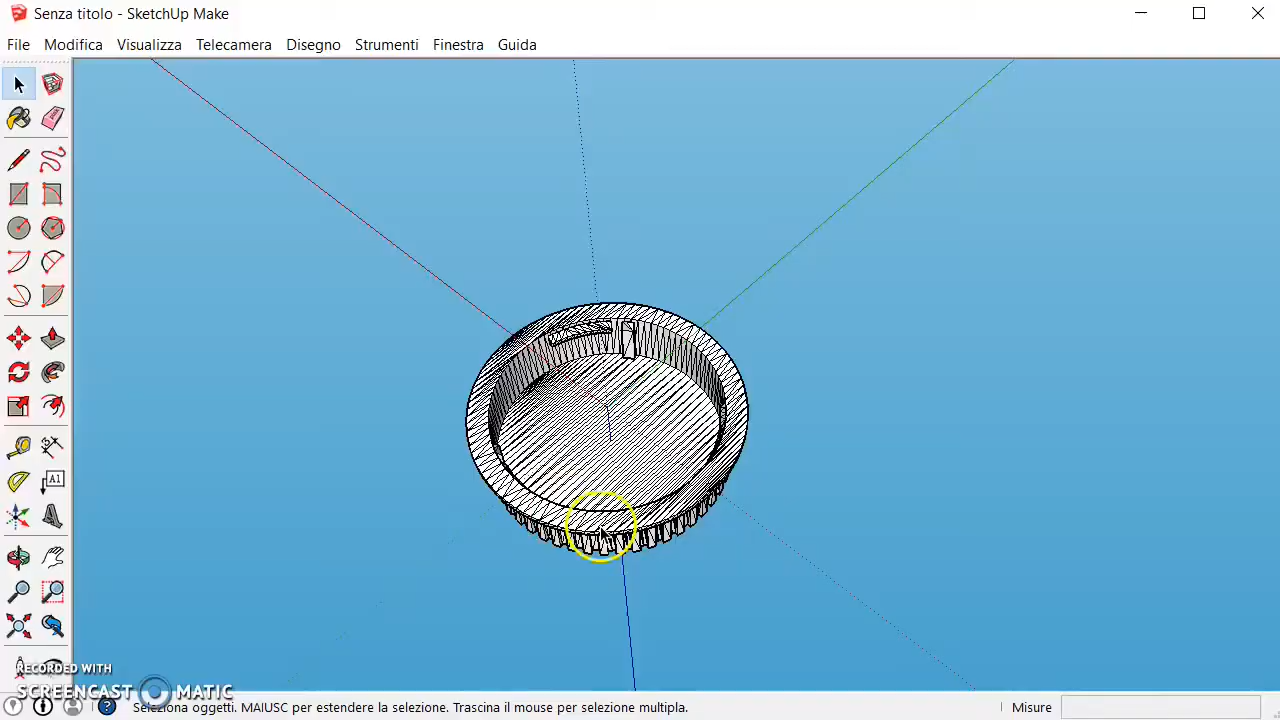 Senza titolo - SketchUp Make
File Modifica Visualizza Telecamera Disegno Strumenti Finestra Guida
A1
RECORDED WITH
SCREENCAST MATIC
Seleziona oggetti. MAIUSC per estendere la selezione. Trascina il mouse per selezione multipla.
Misure